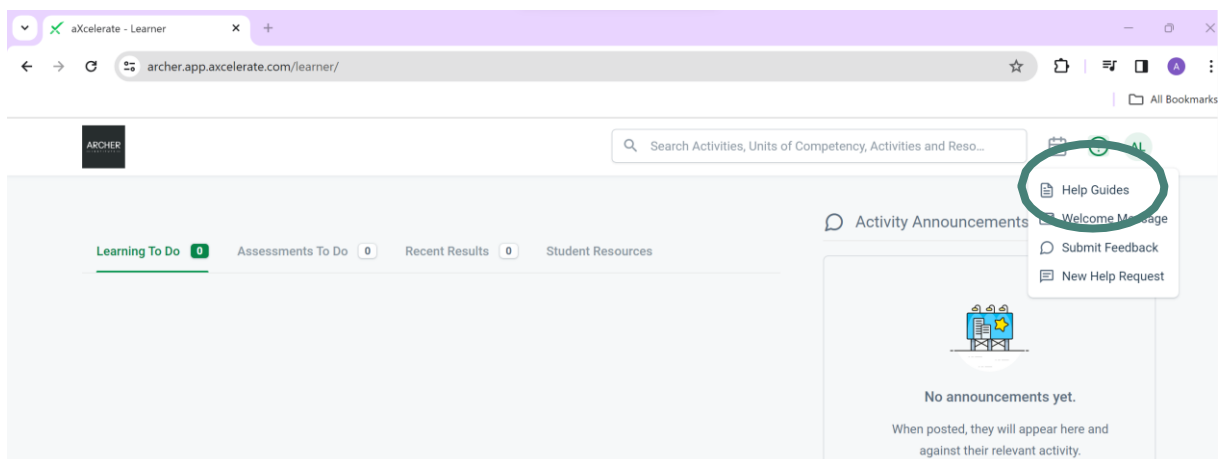 aXcelerate - Learner
archer.app.axcelerate.com/learner/
A
All Bookmarks
ARCHER
Search Activities, Units of Competency, Activities and Reso...
AL
Help Guides
Welcome Message
Submit Feedback
New Help Request
Activity Announcements
Learning To Do 0 Assessments To Do 0 Recent Results 0 Student Resources
No announcements yet.
When posted, they will appear here and
against their relevant activity.